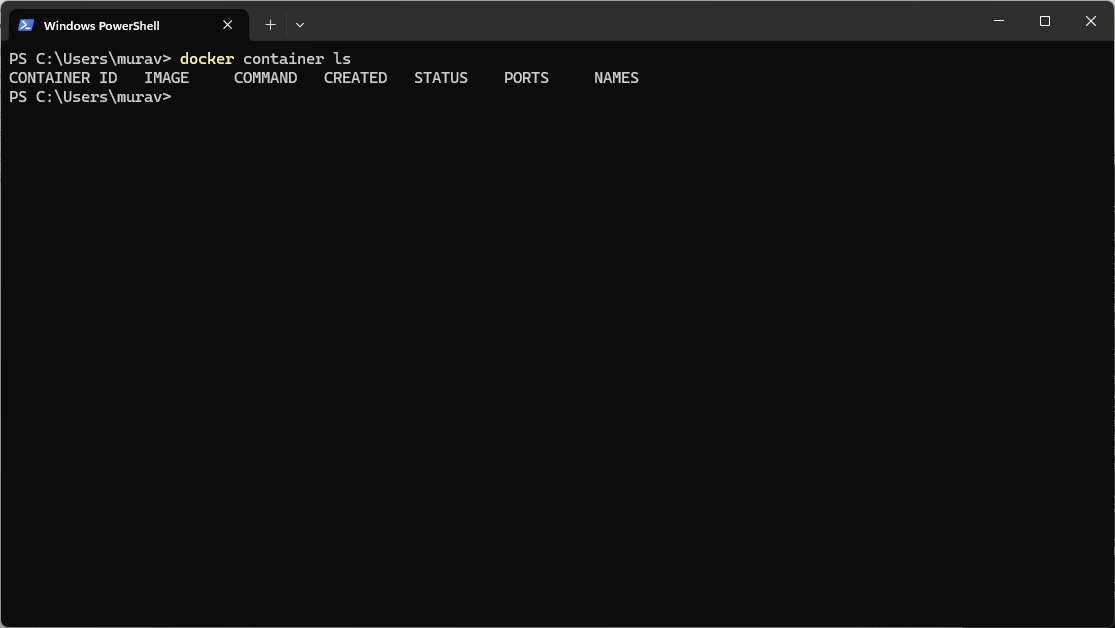 Windows PowerShell
PS C:\Users\murav> docker container ls
CONTAINER ID   IMAGE     COMMAND   CREATED   STATUS    PORTS     NAMES
PS C:\Users\murav>